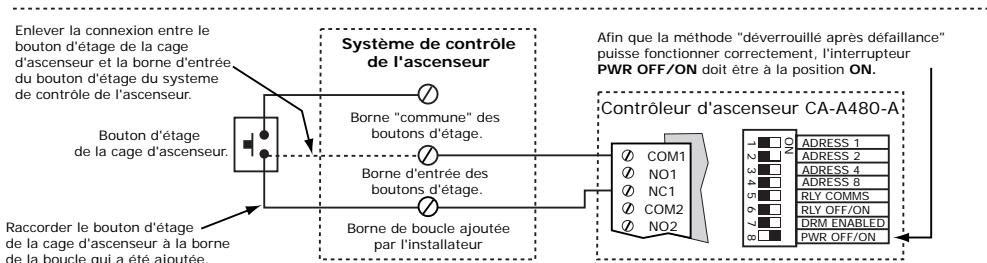 Enlever la connexion entre le
bouton d'étage de la cage
d'ascenseur et la borne d'entrée
du bouton d'étage du systeme
de contrôle de l'ascenseur.
Bouton d'étage
de la cage d'ascenseur.
Raccorder le bouton d'étage
de la cage d'ascenseur à la borne
de la boucle qui a été ajoutée.
Système de contrôle
de l'ascenseur
Borne "commune" des
boutons d'étage.
Borne d'entrée des
boutons d'étage.
Borne de boucle ajoutée
par l'installateur
Afin que la méthode "déverrouillé après défaillance"
puisse fonctionner correctement, l'interrupteur
PWR OFF/ON doit être à la position ON.
Contrôleur d'ascenseur CA-A480-A
COM1
NO1
NC1
COM2
NO2
ON
1 ADRESS 1
2 ADRESS 2
3 ADRESS 4
4 ADRESS 8
5 RLY COMMS
6 RLY OFF/ON
7 DRM ENABLED
8 PWR OFF/ON